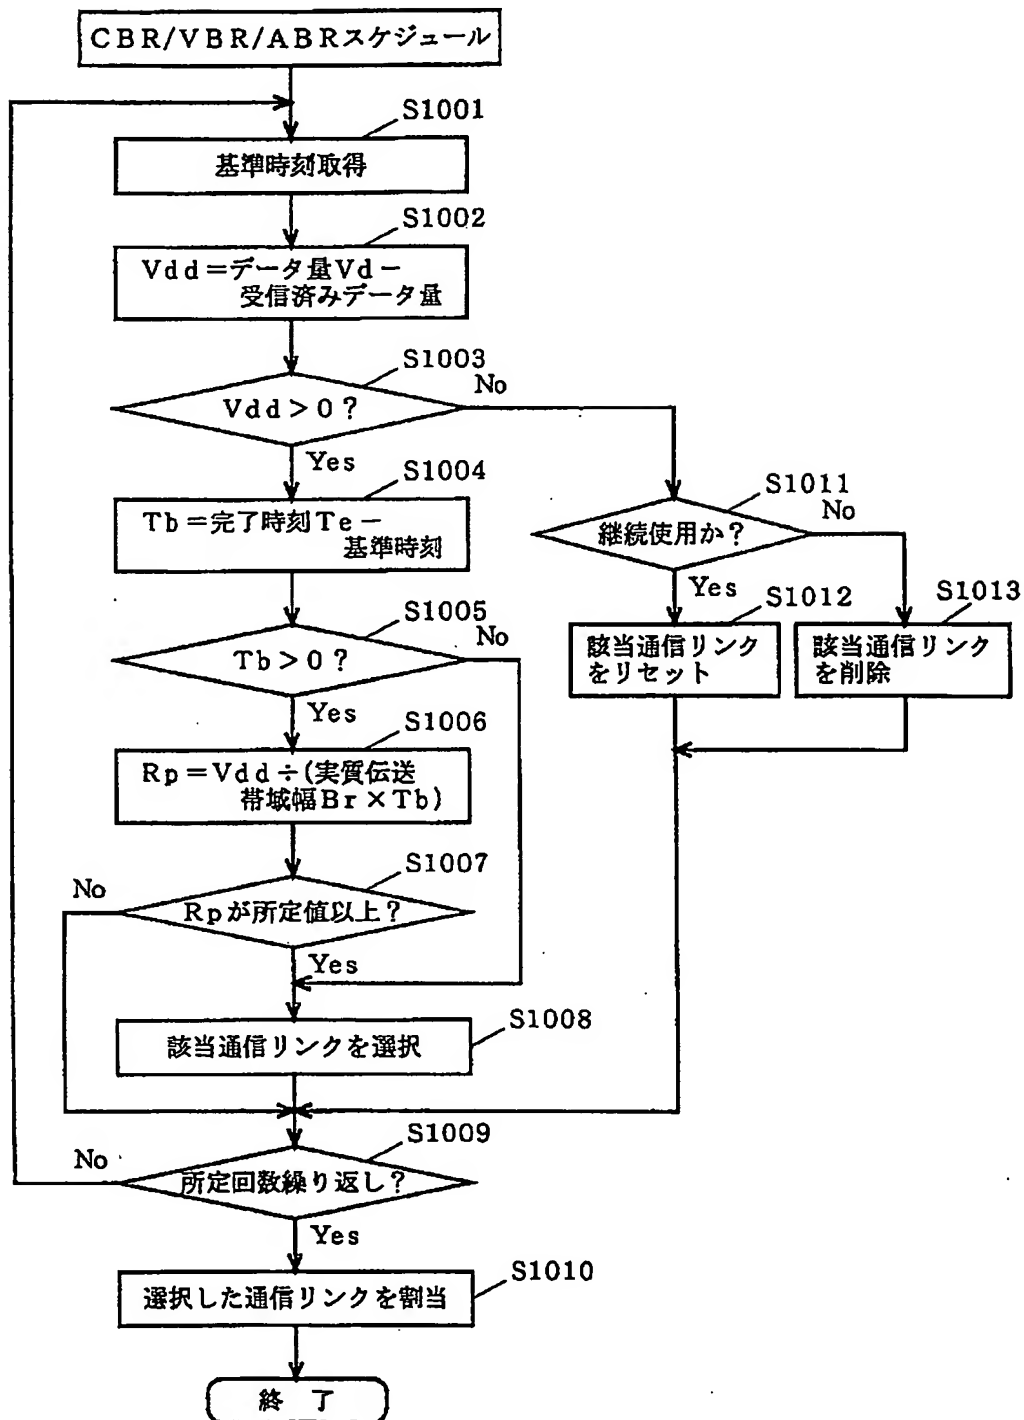 CBR/VBR/ABRスケジュール
S1001
基準時刻取得
S1002
Vdd=データ量Vd-
受信済みデータ量
S1003
Vdd>0?
No
Yes
S1004
Tb=完了時刻Te-
基準時刻
S1005
Tb>0?
No
Yes
S1006
Rp=Vdd÷(実質伝送
帯域幅Br×Tb)
S1007
Rpが所定値以上?
No
Yes
S1008
該当通信リンクを選択
S1009
所定回数繰り返し?
No
Yes
S1010
選択した通信リンクを割当
終 了
S1011
継続使用か?
No
Yes
S1012
該当通信リンク
をリセット
S1013
該当通信リンク
を削除